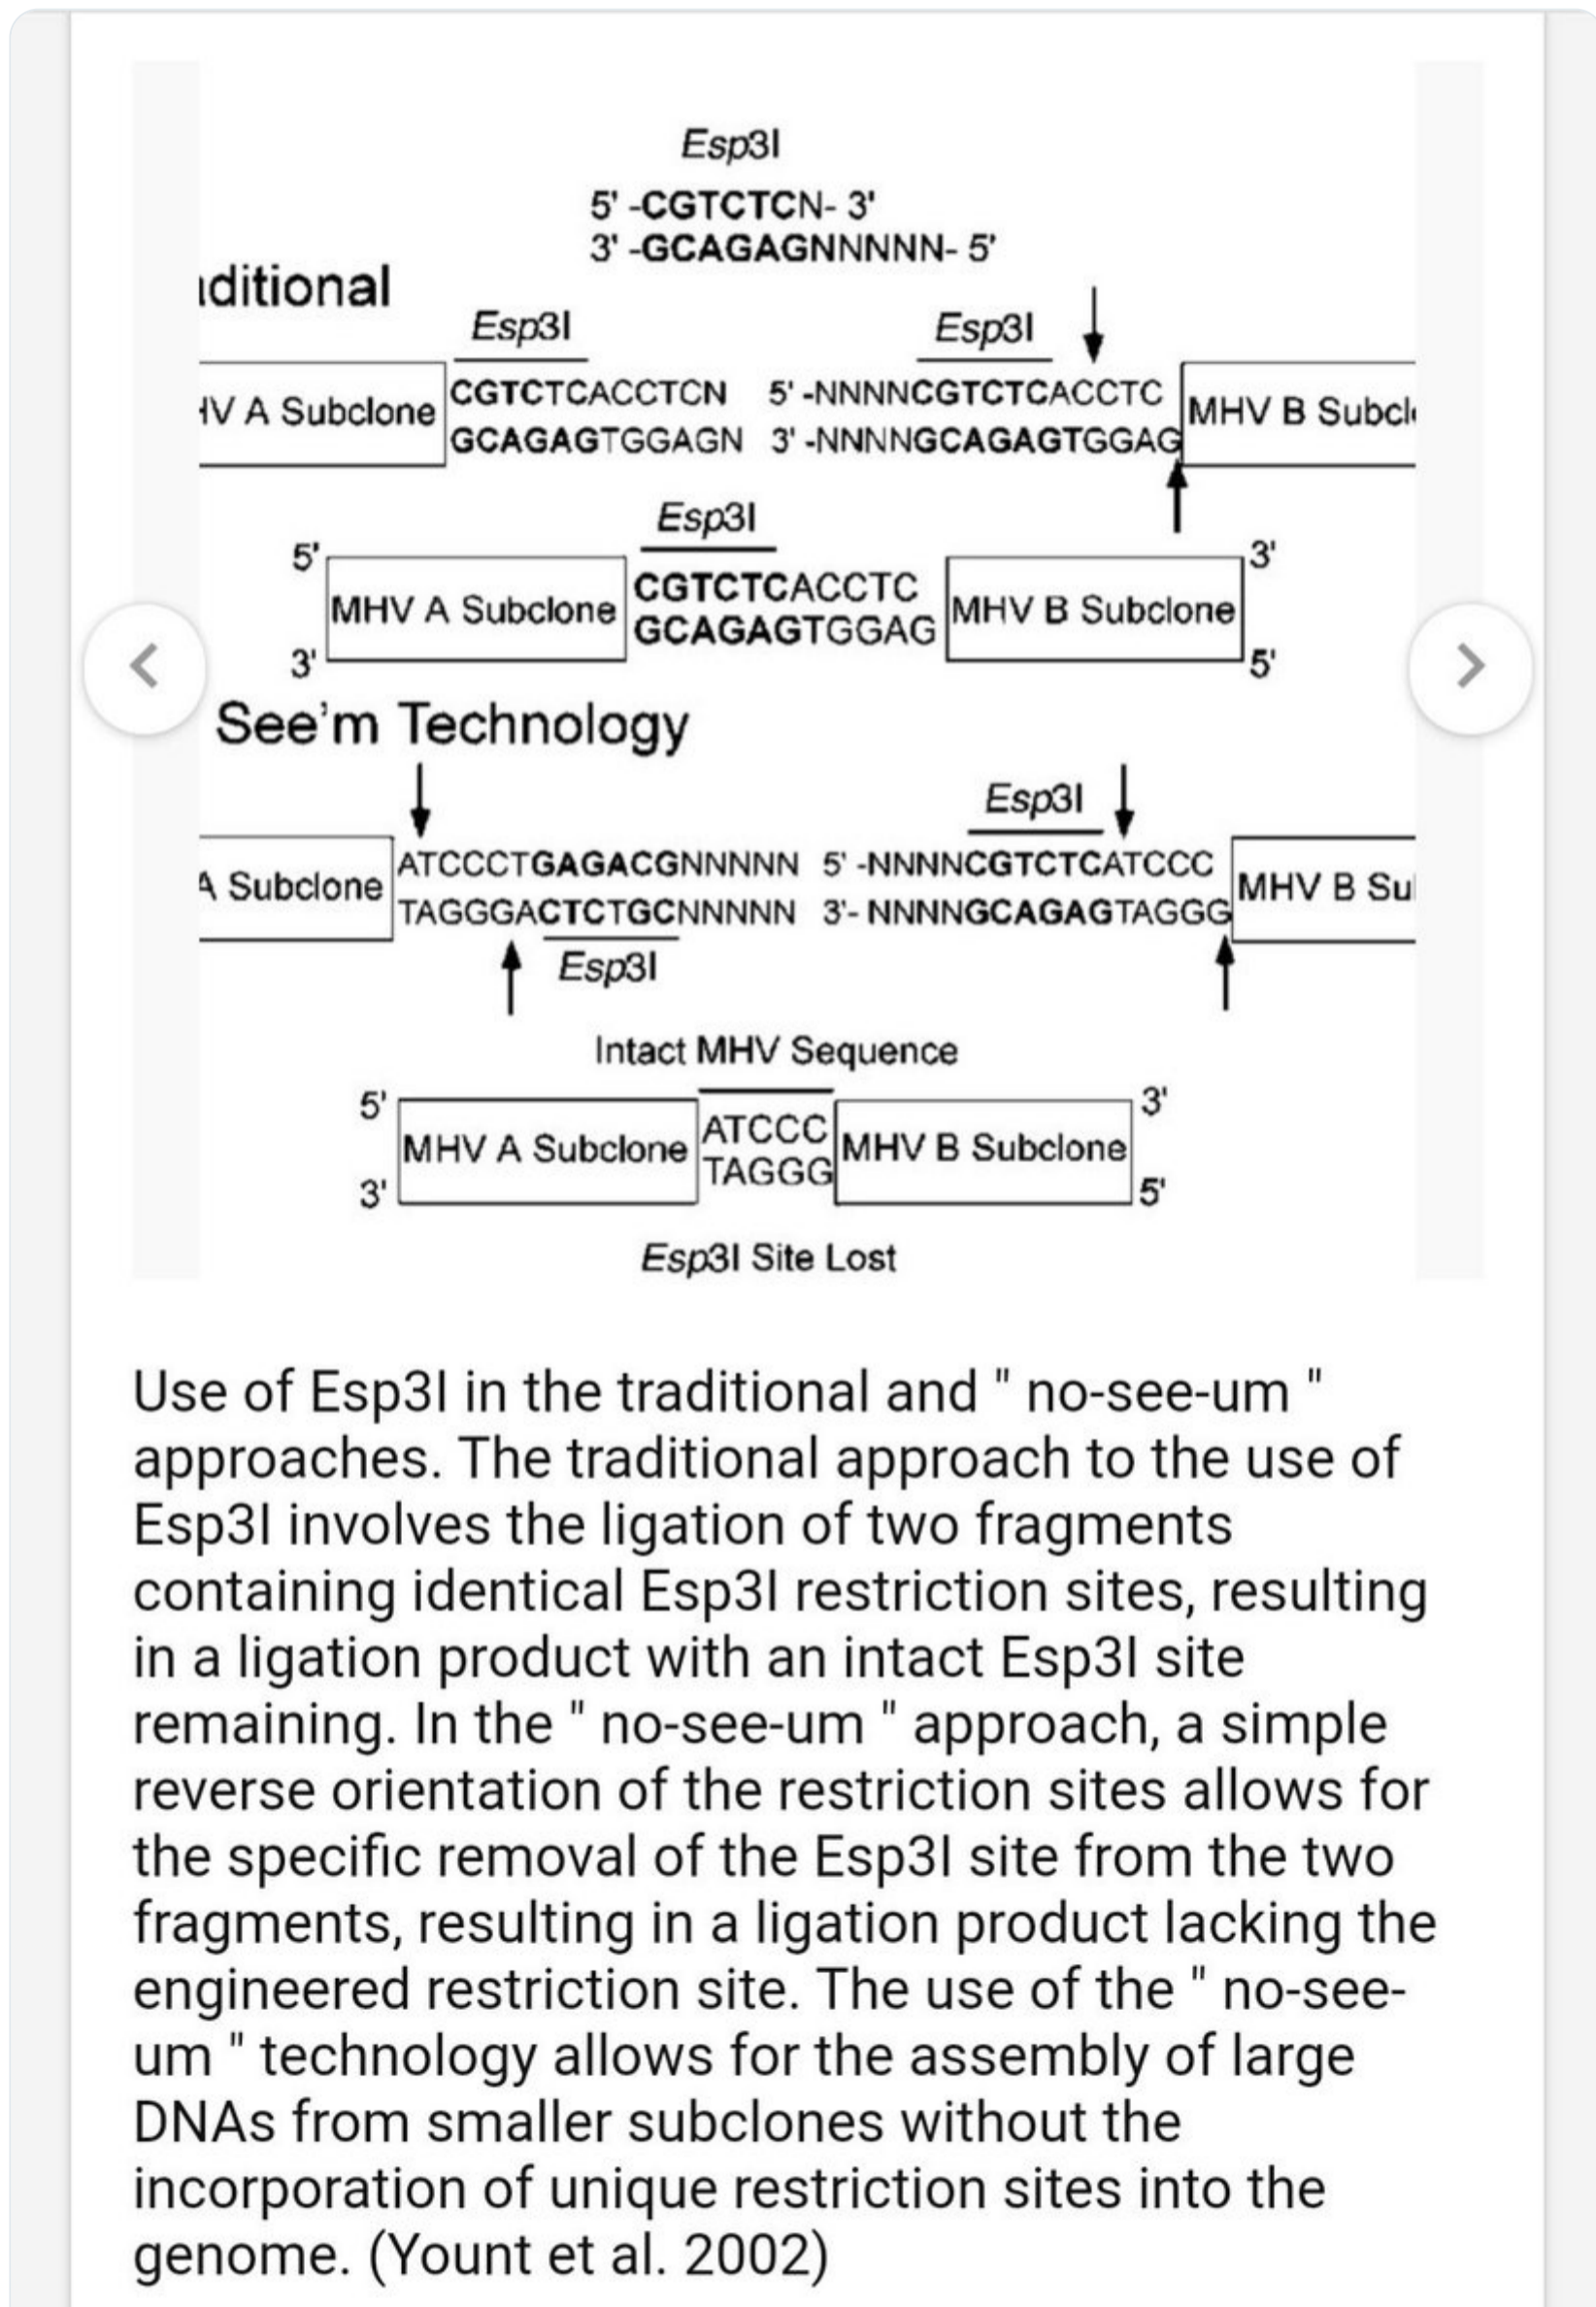 Esp3I
5' -CGTCTCN- 3'
3' -GCAGAGNNNNN- 5'
ditional
Esp3I Esp3I
CGTCTCACCTCN 5' -NNNNCGTCTCACCTC
A Subclone MHV B Subcl
GCAGAGTGGAGN 3' -NNNNGCAGAGTGGAG
Esp3I
5' 3'
CGTCTCACCTC
MHV A Subclone MHV B Subclone
GCAGAGTGGAG
3' 5'
See'm Technology
Esp3I
ATCCCTGAGACGNNNNN 5' -NNNNCGTCTCATCCC
A Subclone MHV B Su
TAGGGACTCTGCNNNNN 3'- NNNNGCAGAGTAGGG
Esp3I
Intact MHV Sequence
5' 3'
ATCCC
MHV A Subclone MHV B Subclone
TAGGG
3' 5'
Esp3I Site Lost
Use of Esp3I in the traditional and " no-see-um "
approaches. The traditional approach to the use of
Esp3I involves the ligation of two fragments
containing identical Esp3I restriction sites, resulting
in a ligation product with an intact Esp3I site
remaining. In the " no-see-um " approach, a simple
reverse orientation of the restriction sites allows for
the specific removal of the Esp3I site from the two
fragments, resulting in a ligation product lacking the
engineered restriction site. The use of the " no-see-
um " technology allows for the assembly of large
DNAs from smaller subclones without the
incorporation of unique restriction sites into the
genome. (Yount et al. 2002)